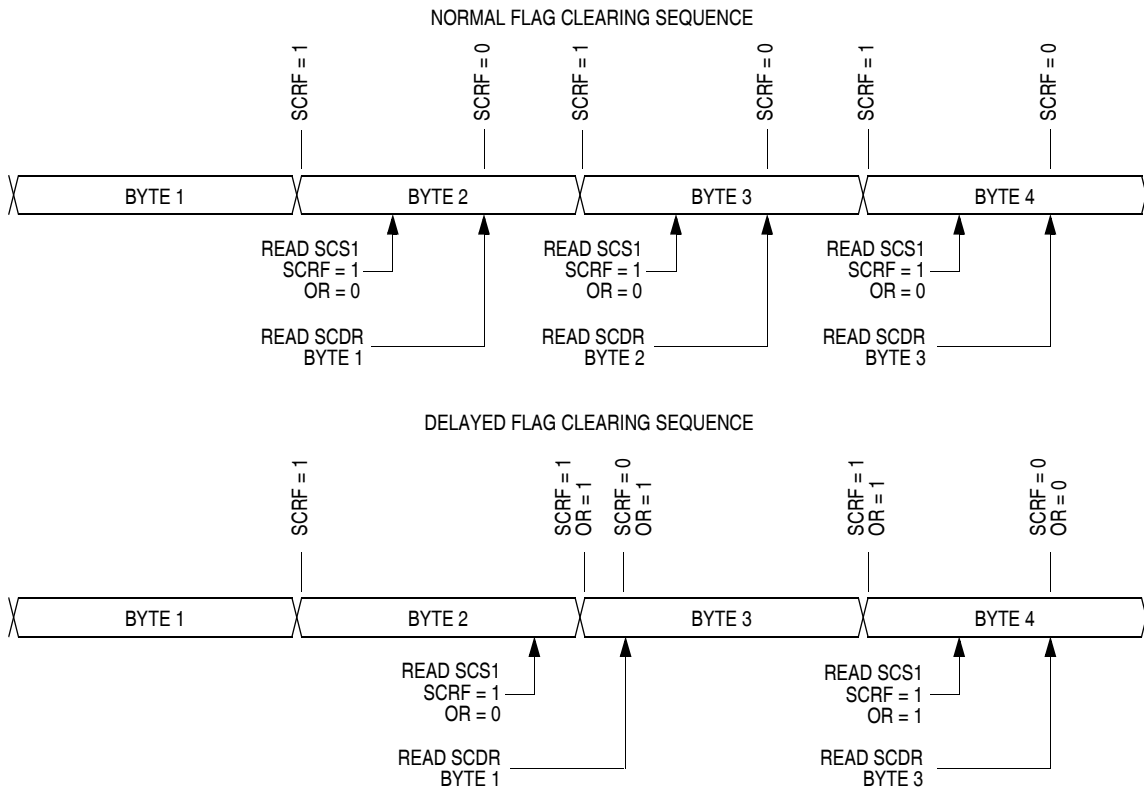 NORMAL FLAG CLEARING SEQUENCE
SCRF = 1
SCRF = 0
SCRF = 1
SCRF = 0
SCRF = 1
SCRF = 0
BYTE 1
BYTE 2
BYTE 3
BYTE 4
READ SCS1
SCRF = 1
OR = 0
READ SCS1
SCRF = 1
OR = 0
READ SCS1
SCRF = 1
OR = 0
READ SCDR
BYTE 1
READ SCDR
BYTE 2
READ SCDR
BYTE 3
DELAYED FLAG CLEARING SEQUENCE
SCRF = 1
SCRF = 1
OR = 1
SCRF = 0
OR = 1
SCRF = 1
OR = 1
SCRF = 0
OR = 0
BYTE 1
BYTE 2
BYTE 3
BYTE 4
READ SCS1
SCRF = 1
OR = 0
READ SCS1
SCRF = 1
OR = 1
READ SCDR
BYTE 1
READ SCDR
BYTE 3